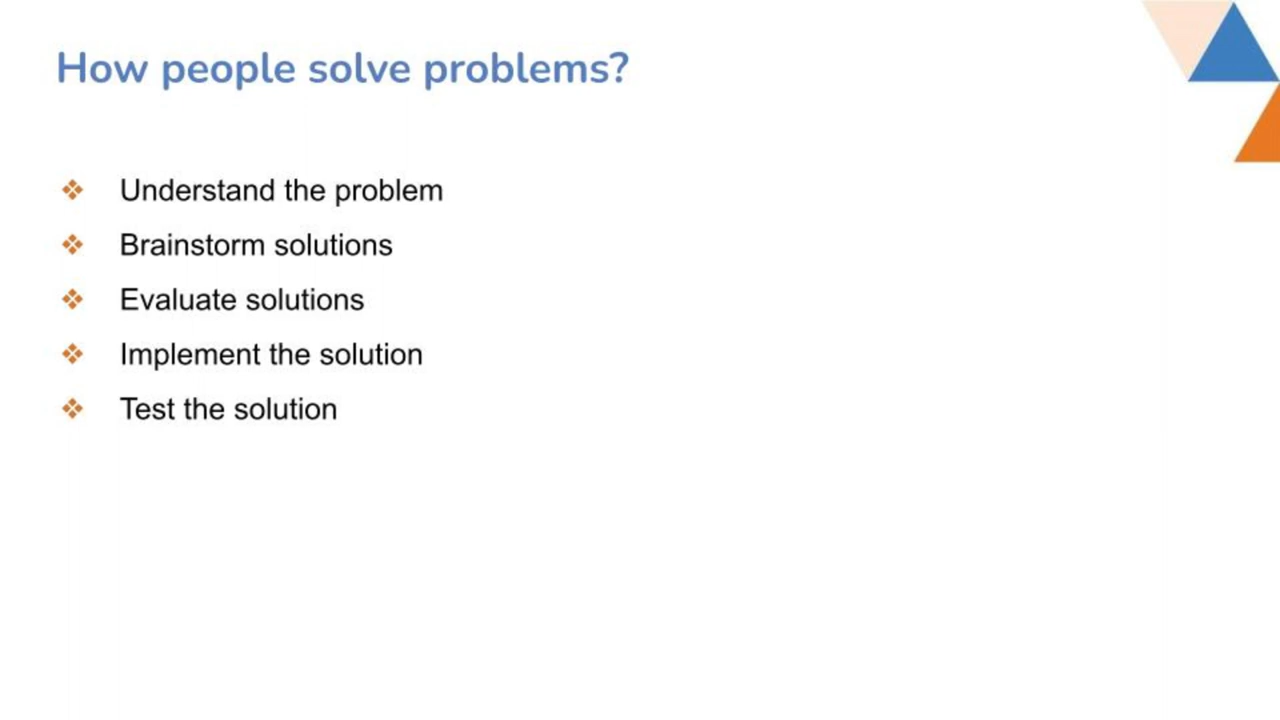 How people solve problems?
❖ Understand the problem
❖ Brainstorm solutions
❖ Evaluate solutions
❖ Implement the solution
❖ Test the solution